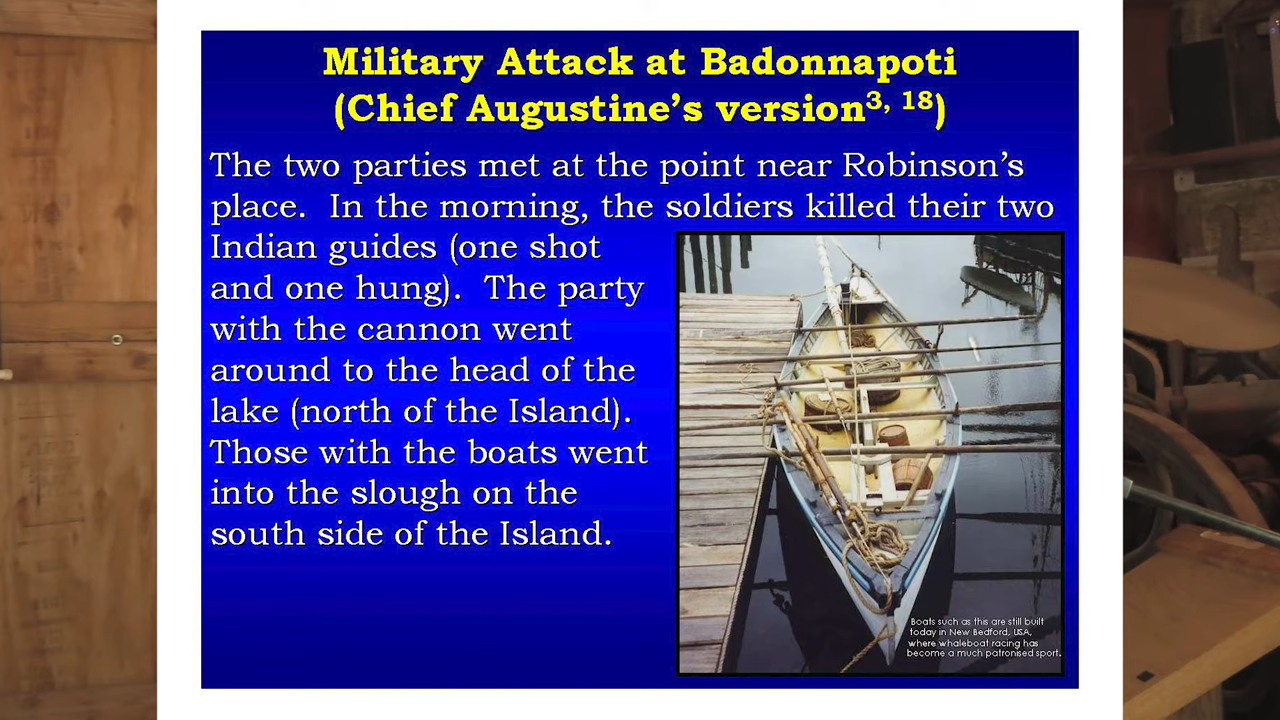 Military Attack at Badonnapoti
(Chief Augustine's version3, 18)
The two parties met at the point near Robinson's
place.  In the morning, the soldiers killed their two
Indian guides (one shot
and one hung).  The party
with the cannon went
around to the head of the
lake (north of the Island).
Those with the boats went
into the slough on the
south side of the Island.
Boats such as this are still built
today in New Bedford, USA,
where whaleboat racing has
become a much patronised sport.